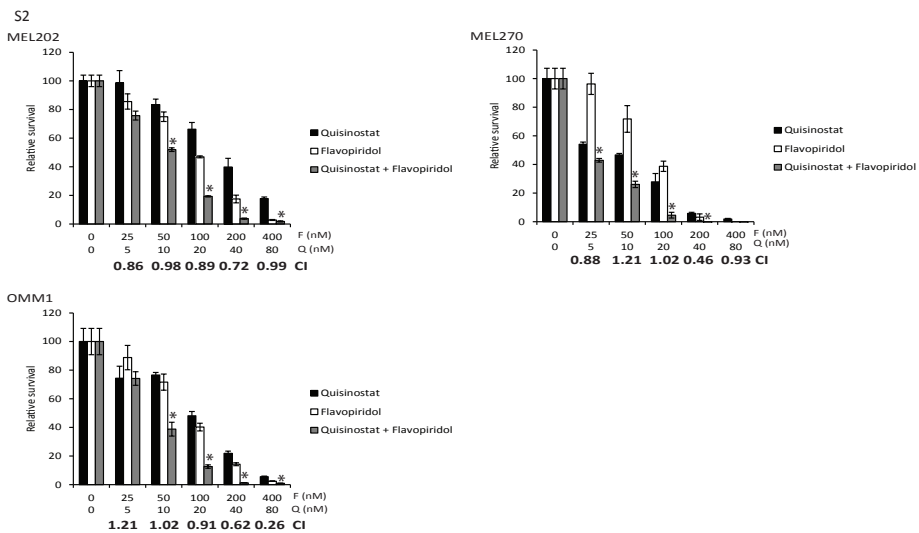 S2
MEL202
120
100
80
60
40
20
0
Relative survival
Quisinostat
Flavopiridol
Quisinostat + Flavopiridol
* * * *
0 25 50 100 200 400 F (nM)
0 5 10 20 40 80 Q (nM)
0.86 0.98 0.89 0.72 0.99 CI
MEL270
120
100
80
60
40
20
0
Relative survival
Quisinostat
Flavopiridol
Quisinostat + Flavopiridol
* * * *
0 25 50 100 200 400 F (nM)
0 5 10 20 40 80 Q (nM)
0.88 1.21 1.02 0.46 0.93 CI
OMM1
120
100
80
60
40
20
0
Relative survival
Quisinostat
Flavopiridol
Quisinostat + Flavopiridol
* * * *
0 25 50 100 200 400 F (nM)
0 5 10 20 40 80 Q (nM)
1.21 1.02 0.91 0.62 0.26 CI